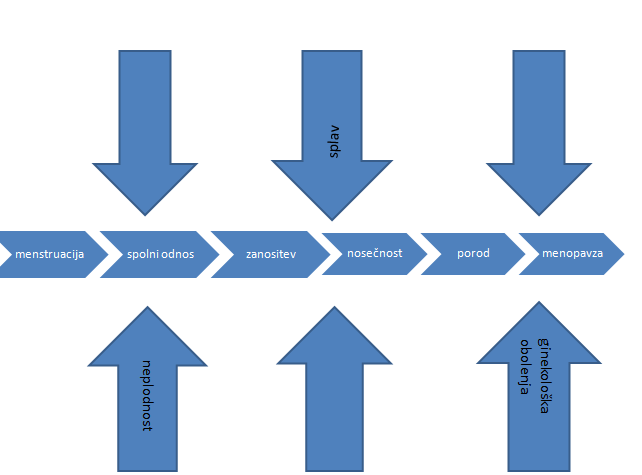 splav
menstruacija
spolni odnos
zanositev
nosečnost
porod
menopavza
neplodnost
ginekološka
obolenja